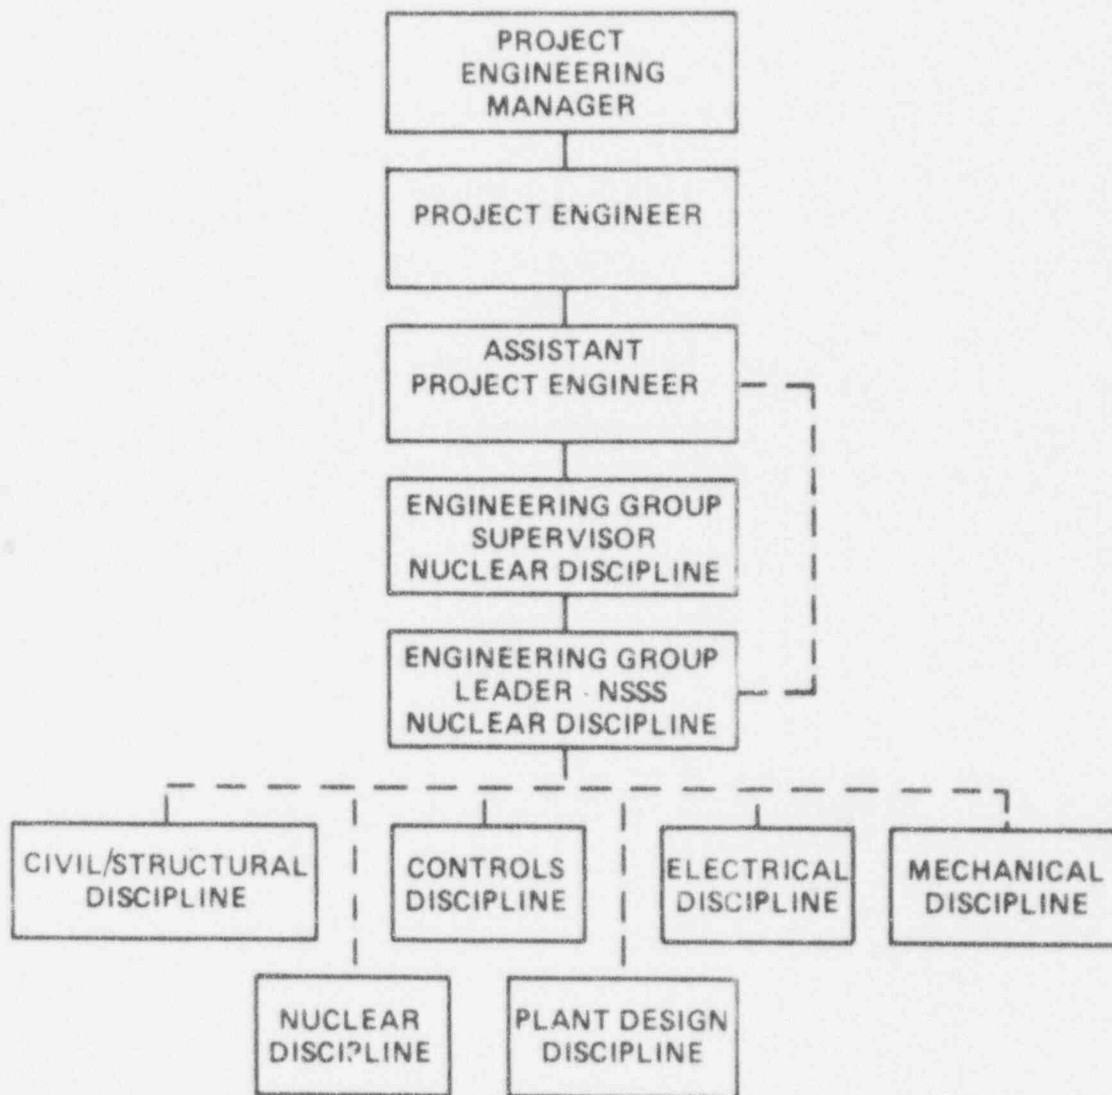 PROJECT
ENGINEERING
MANAGER
PROJECT ENGINEER
ASSISTANT
PROJECT ENGINEER
ENGINEERING GROUP
SUPERVISOR
NUCLEAR DISCIPLINE
ENGINEERING GROUP
LEADER - NSSS
NUCLEAR DISCIPLINE
CIVIL/STRUCTURAL
DISCIPLINE
CONTROLS
DISCIPLINE
ELECTRICAL
DISCIPLINE
MECHANICAL
DISCIPLINE
NUCLEAR
DISCIPLINE
PLANT DESIGN
DISCIPLINE